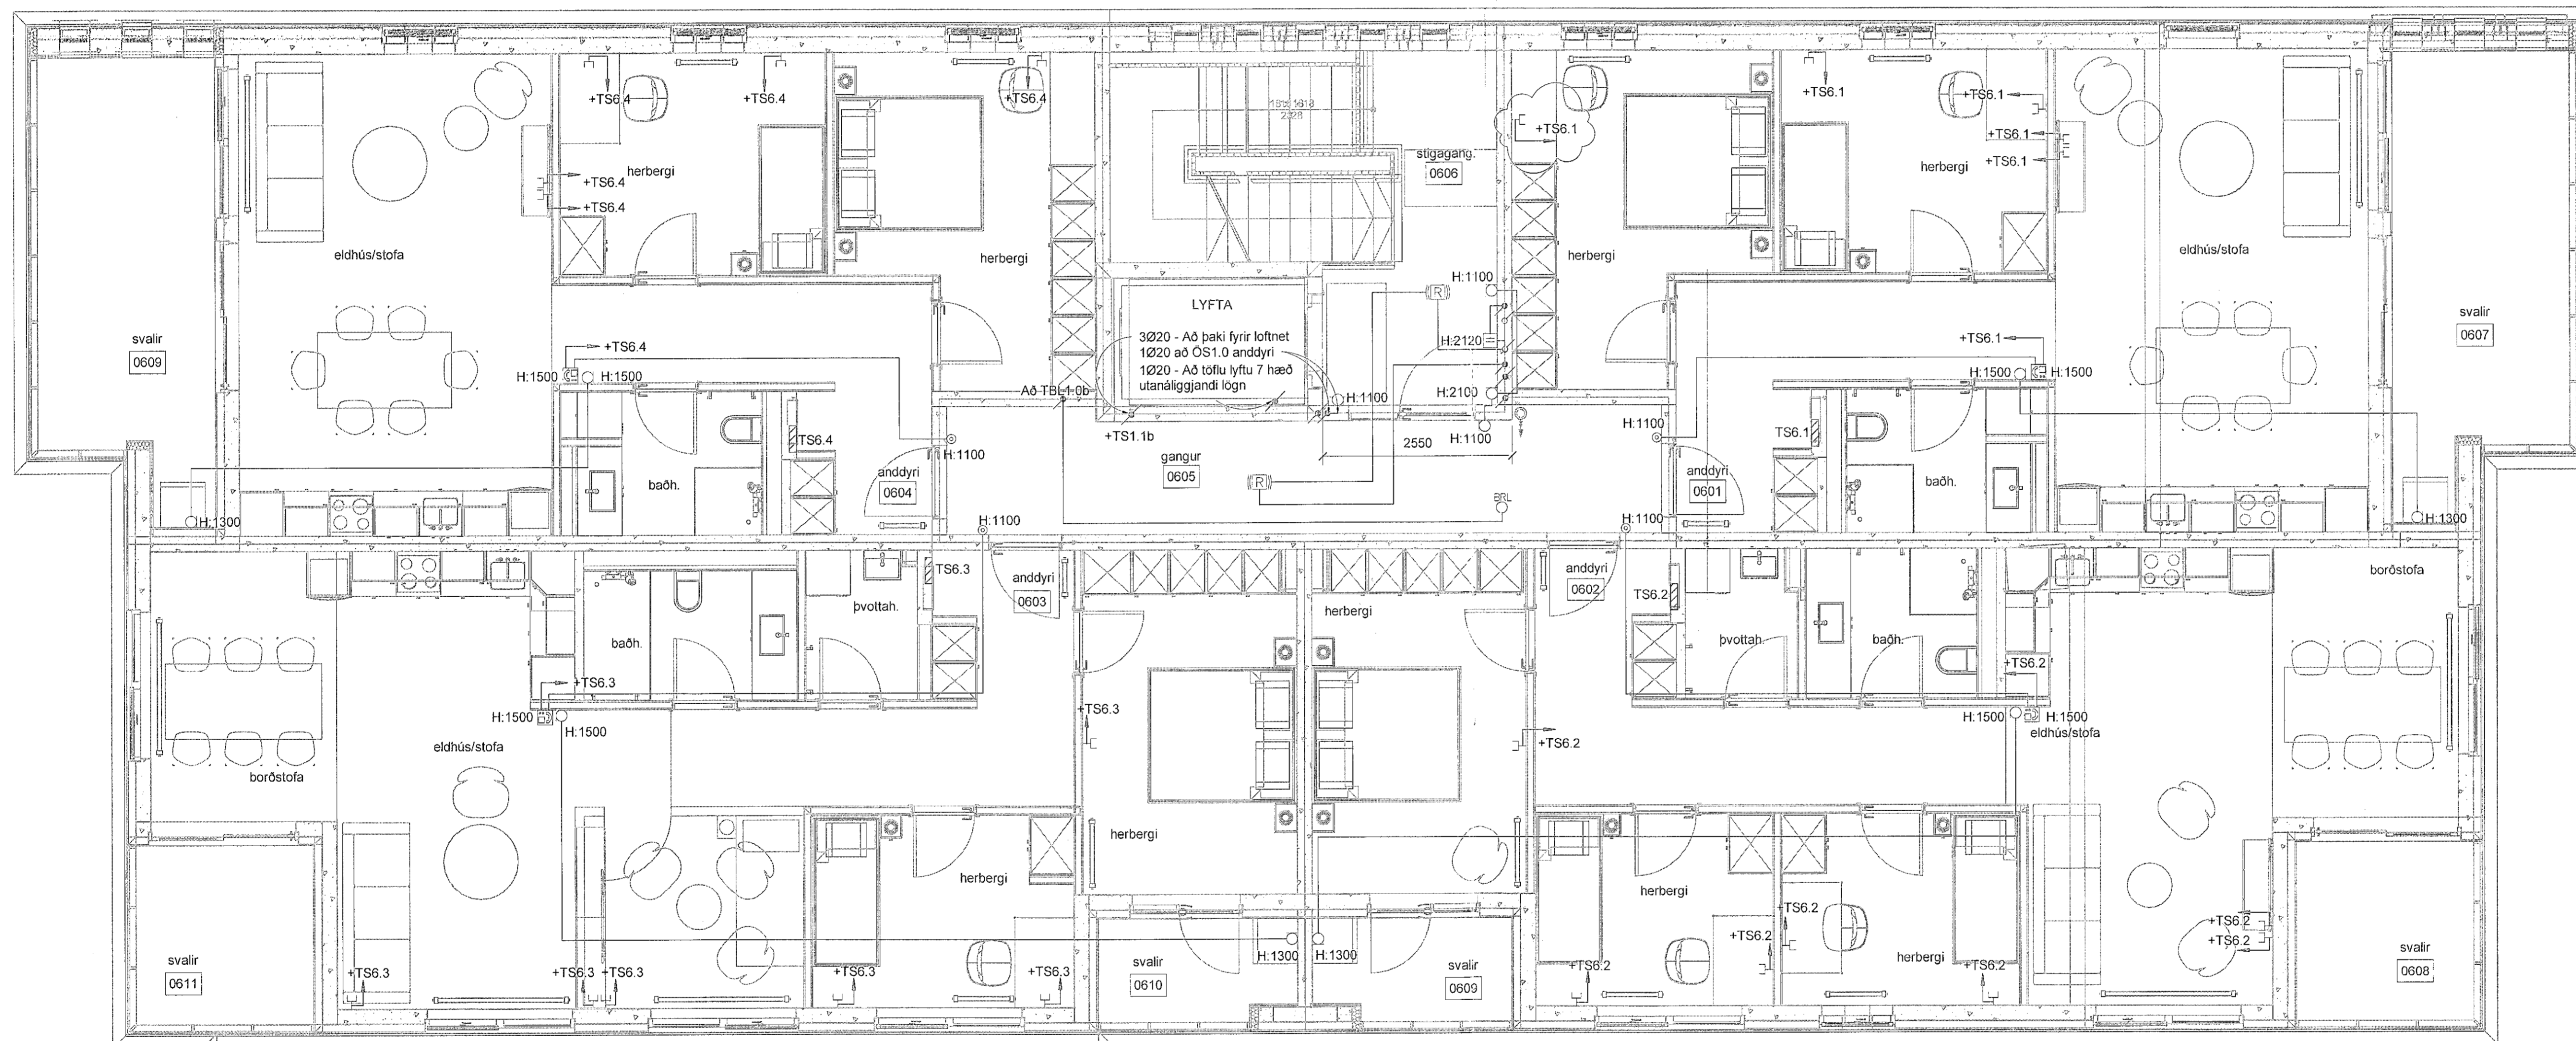 +TS6.4
+TS6.4
+TS6.4
herbergi
+TS6.4
+TS6.4
eldhús/stofa
svalir
0609
+TS6.4
H:1500
H:1500
herbergi
stigagang.
0606
LYFTA
3Ø20 - Að þaki fyrir loftnet
1Ø20 að ÖS1.0 anddyri
1Ø20 - Að töflu lyftu 7 hæð
utanáliggjandi lögn
+TS1.1b
R
H:1100
H:2120
H:2100
H:1100
H:1100
2550
+TS6.1
herbergi
+TS6.1
+TS6.1
+TS6.1
+TS6.1
herbergi
eldhús/stofa
svalir
0607
+TS6.1
H:1500
H:1500
TS6.4
H:1100
anddyri
0604
baðh.
H:1300
gangur
0605
R
BRL
H:1100
anddyri
0601
TS6.1
baðh.
H:1300
H:1100
H:1100
TS6.3
anddyri
0603
þvottah.
baðh.
+TS6.3
H:1500
H:1500
eldhús/stofa
borðstofa
herbergi
+TS6.3
herbergi
+TS6.2
anddyri
0602
TS6.2
þvottah.
baðh.
+TS6.2
H:1500
H:1500
eldhús/stofa
borðstofa
svalir
0611
+TS6.3
+TS6.3
+TS6.3
herbergi
+TS6.3
+TS6.3
svalir
0610
H:1300
H:1300
svalir
0609
herbergi
+TS6.2
+TS6.2
+TS6.2
herbergi
+TS6.2
+TS6.2
+TS6.2
svalir
0608